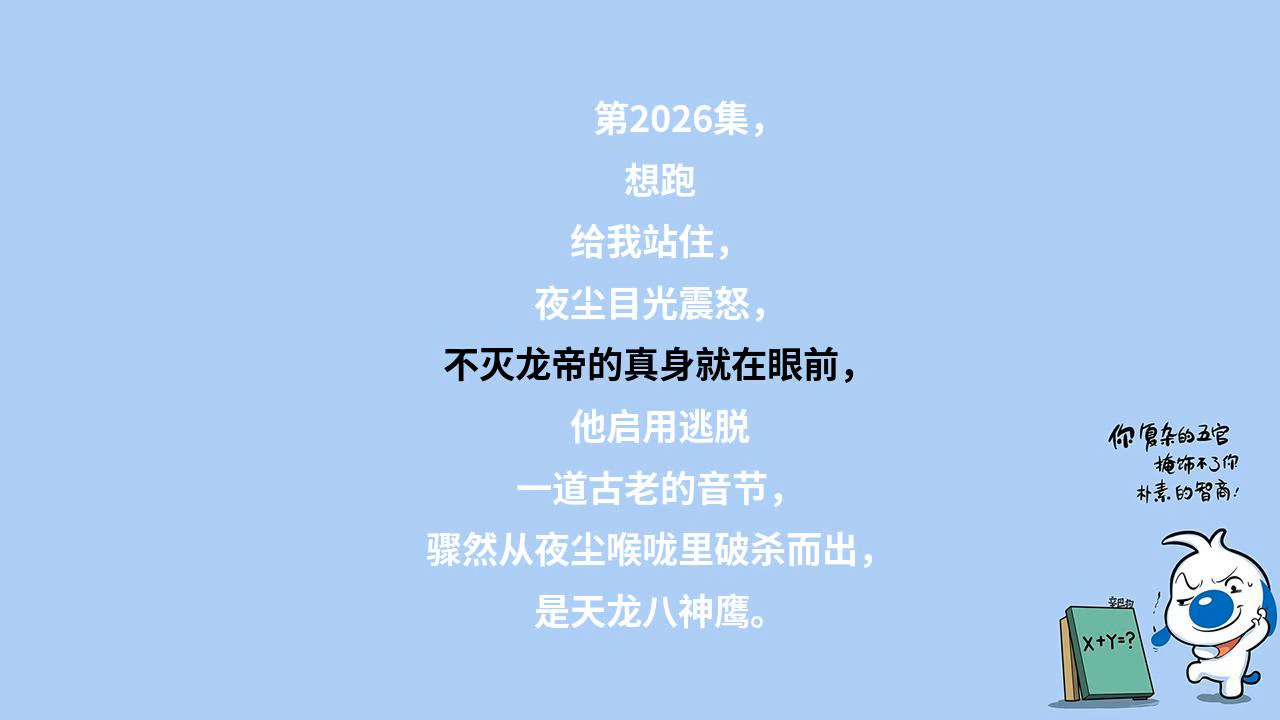 第2026集，
想跑
给我站住，
夜尘目光震怒，
不灭龙帝的真身就在眼前，
他启用逃脱
一道古老的音节，
骤然从夜尘喉咙里破杀而出，
是天龙八神鹰。
你复杂的五官
掩饰不了你
朴素的智商！
X+Y=?